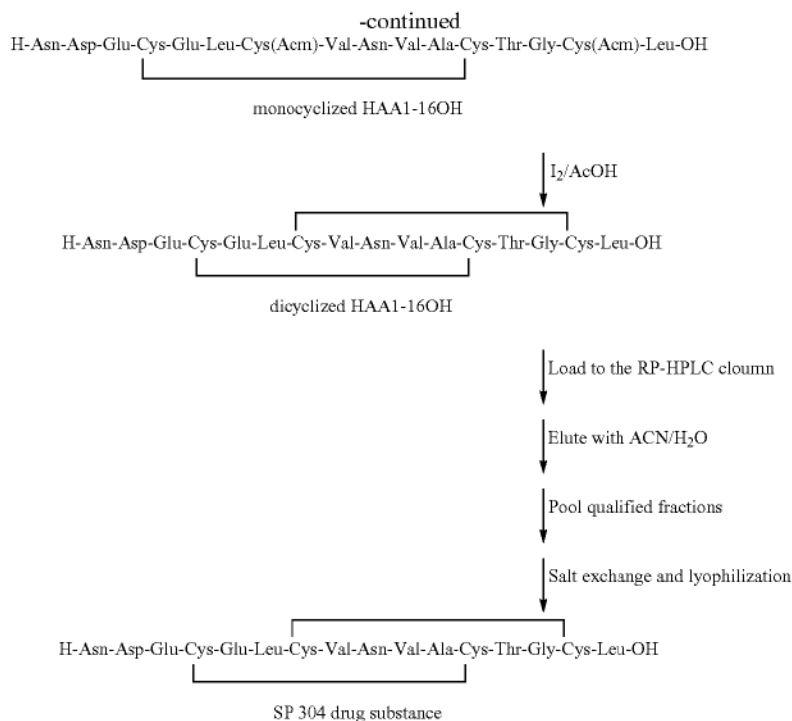 -continued
H-Asn-Asp-Glu-Cys-Glu-Leu-Cys(Acm)-Val-Asn-Val-Ala-Cys-Thr-Gly-Cys(Acm)-Leu-OH
monocyclized HAA1-16OH
I2/AcOH
H-Asn-Asp-Glu-Cys-Glu-Leu-Cys-Val-Asn-Val-Ala-Cys-Thr-Gly-Cys-Leu-OH
dicyclized HAA1-16OH
Load to the RP-HPLC cloumn
Elute with ACN/H2O
Pool qualified fractions
Salt exchange and lyophilization
H-Asn-Asp-Glu-Cys-Glu-Leu-Cys-Val-Asn-Val-Ala-Cys-Thr-Gly-Cys-Leu-OH
SP 304 drug substance